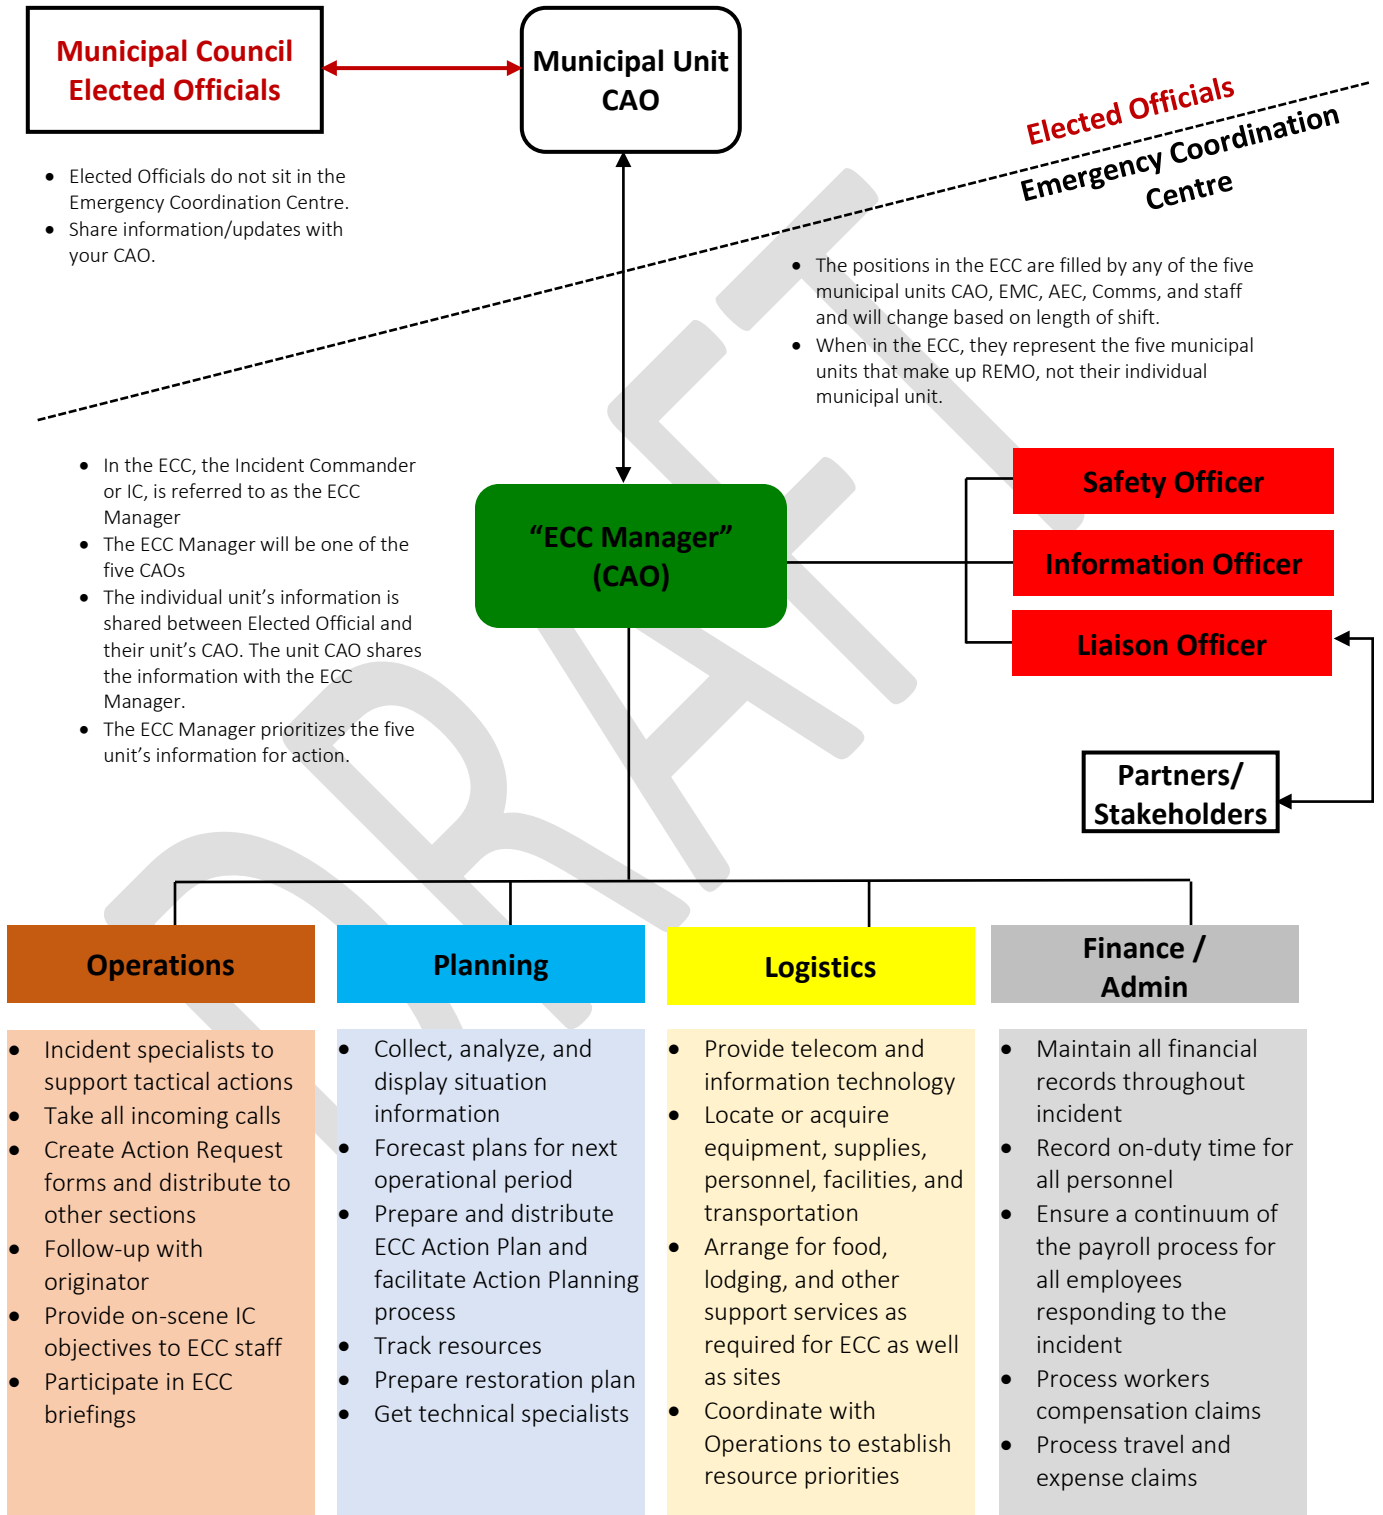 Municipal Council
Elected Officials
Municipal Unit
CAO
Elected Officials
Emergency Coordination
Centre
• Elected Officials do not sit in the
Emergency Coordination Centre.
• Share information/updates with
your CAO.
• The positions in the ECC are filled by any of the five
municipal units CAO, EMC, AEC, Comms, and staff
and will change based on length of shift.
• When in the ECC, they represent the five municipal
units that make up REMO, not their individual
municipal unit.
• In the ECC, the Incident Commander
or IC, is referred to as the ECC
Manager
• The ECC Manager will be one of the
five CAOs
• The individual unit’s information is
shared between Elected Official and
their unit’s CAO. The unit CAO shares
the information with the ECC
Manager.
• The ECC Manager prioritizes the five
unit’s information for action.
“ECC Manager”
(CAO)
Safety Officer
Information Officer
Liaison Officer
Partners/
Stakeholders
DRAFT
Operations
• Incident specialists to
support tactical actions
• Take all incoming calls
• Create Action Request
forms and distribute to
other sections
• Follow-up with
originator
• Provide on-scene IC
objectives to ECC staff
• Participate in ECC
briefings
Planning
• Collect, analyze, and
display situation
information
• Forecast plans for next
operational period
• Prepare and distribute
ECC Action Plan and
facilitate Action Planning
process
• Track resources
• Prepare restoration plan
• Get technical specialists
Logistics
• Provide telecom and
information technology
• Locate or acquire
equipment, supplies,
personnel, facilities, and
transportation
• Arrange for food,
lodging, and other
support services as
required for ECC as well
as sites
• Coordinate with
Operations to establish
resource priorities
Finance /
Admin
• Maintain all financial
records throughout
incident
• Record on-duty time for
all personnel
• Ensure a continuum of
the payroll process for
all employees
responding to the
incident
• Process workers
compensation claims
• Process travel and
expense claims